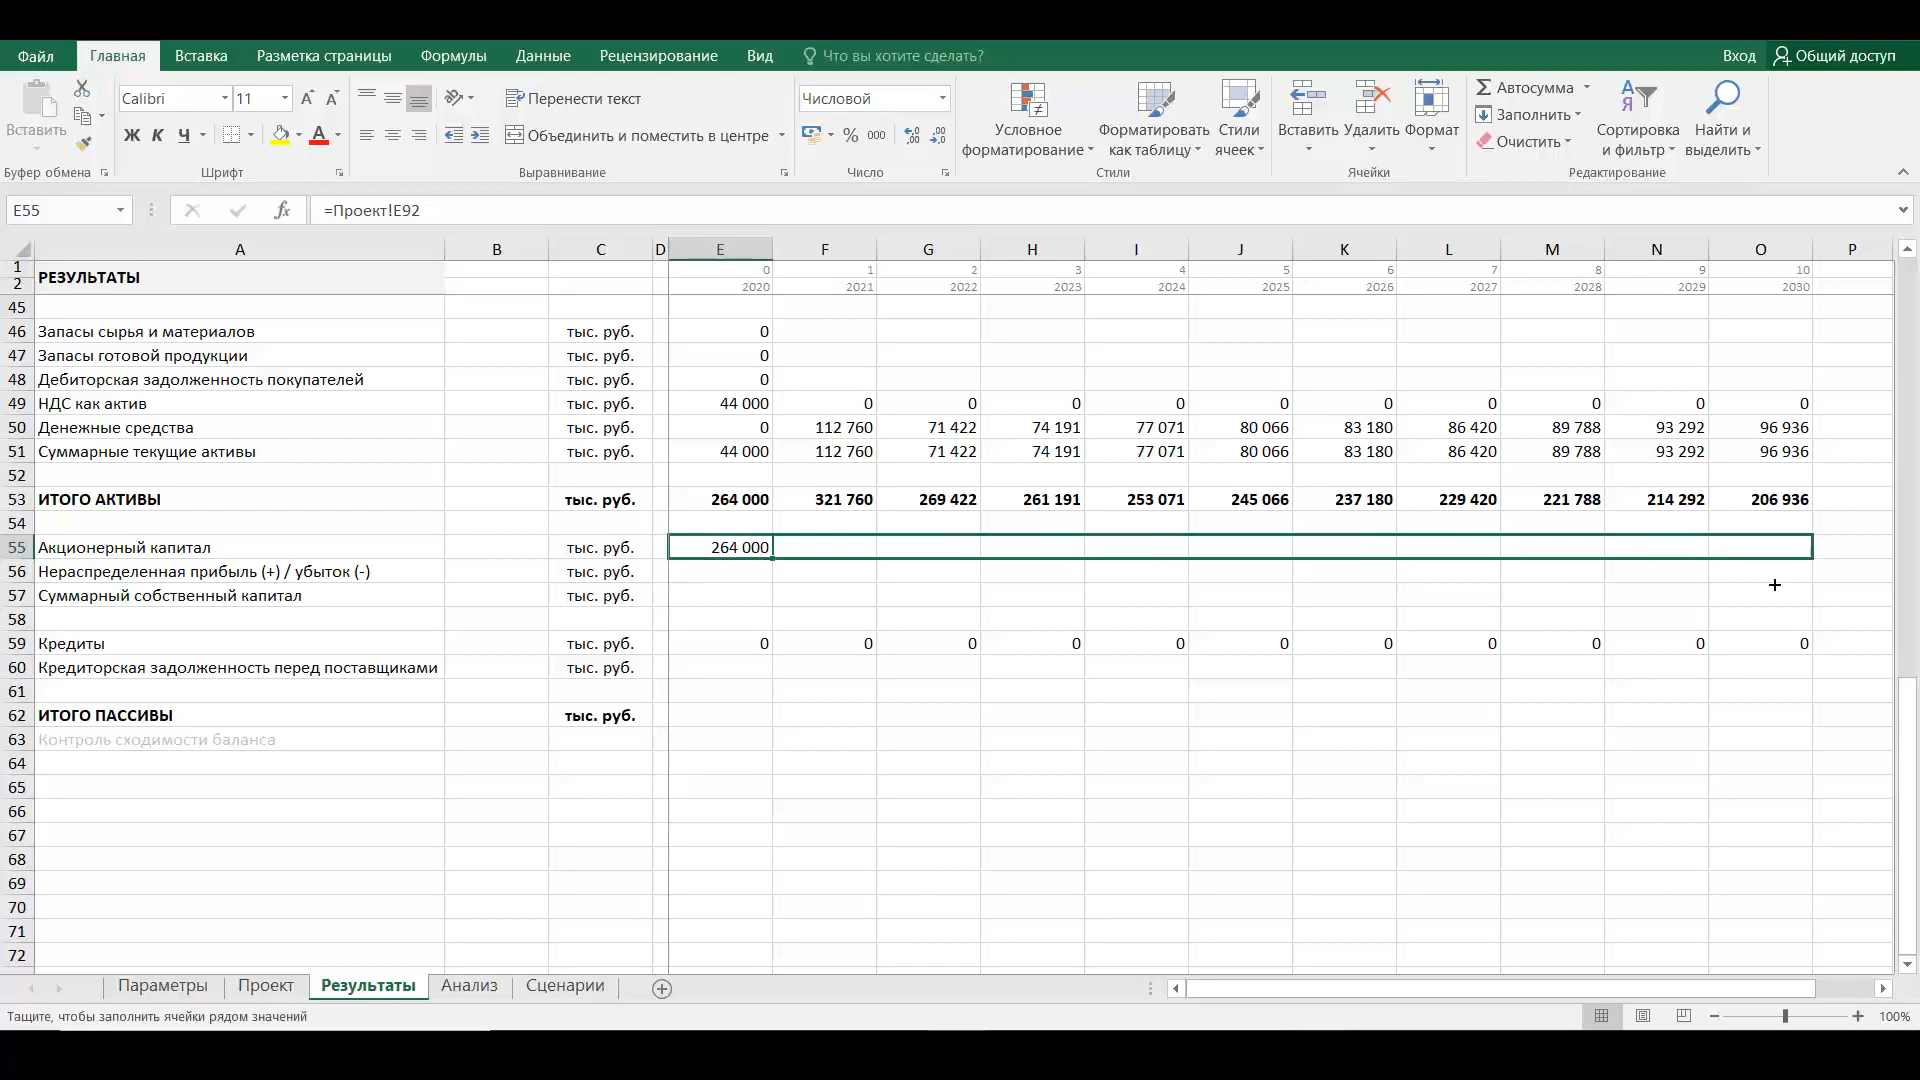 Файл Главная Вставка Разметка страницы Формулы Данные Рецензирование Вид Что вы хотите сделать? Вход Общий доступ
Calibri 11 Перенести текст Числовой Автосумма
Вставить Ж К Ч А Объединить и поместить в центре % 000 Условное форматирование Форматировать как таблицу Стили ячеек Вставить Удалить Формат Заполнить Очистить Сортировка и фильтр Найти и выделить
Буфер обмена Шрифт Выравнивание Число Стили Ячейки Редактирование
E55 fx =Проект!E92
A B C D E F G H I J K L M N O P
1 РЕЗУЛЬТАТЫ 0 1 2 3 4 5 6 7 8 9 10
2 2020 2021 2022 2023 2024 2025 2026 2027 2028 2029 2030
45
46 Запасы сырья и материалов тыс. руб. 0
47 Запасы готовой продукции тыс. руб. 0
48 Дебиторская задолженность покупателей тыс. руб. 0
49 НДС как актив тыс. руб. 44 000 0 0 0 0 0 0 0 0 0 0
50 Денежные средства тыс. руб. 0 112 760 71 422 74 191 77 071 80 066 83 180 86 420 89 788 93 292 96 936
51 Суммарные текущие активы тыс. руб. 44 000 112 760 71 422 74 191 77 071 80 066 83 180 86 420 89 788 93 292 96 936
52
53 ИТОГО АКТИВЫ тыс. руб. 264 000 321 760 269 422 261 191 253 071 245 066 237 180 229 420 221 788 214 292 206 936
54
55 Акционерный капитал тыс. руб. 264 000
56 Нераспределенная прибыль (+) / убыток (-) тыс. руб.
57 Суммарный собственный капитал тыс. руб.
58
59 Кредиты тыс. руб. 0 0 0 0 0 0 0 0 0 0 0
60 Кредиторская задолженность перед поставщиками тыс. руб.
61
62 ИТОГО ПАССИВЫ тыс. руб.
63 Контроль сходимости баланса
64
65
66
67
68
69
70
71
72
Параметры Проект Результаты Анализ Сценарии
Тащите, чтобы заполнить ячейки рядом значений 100%